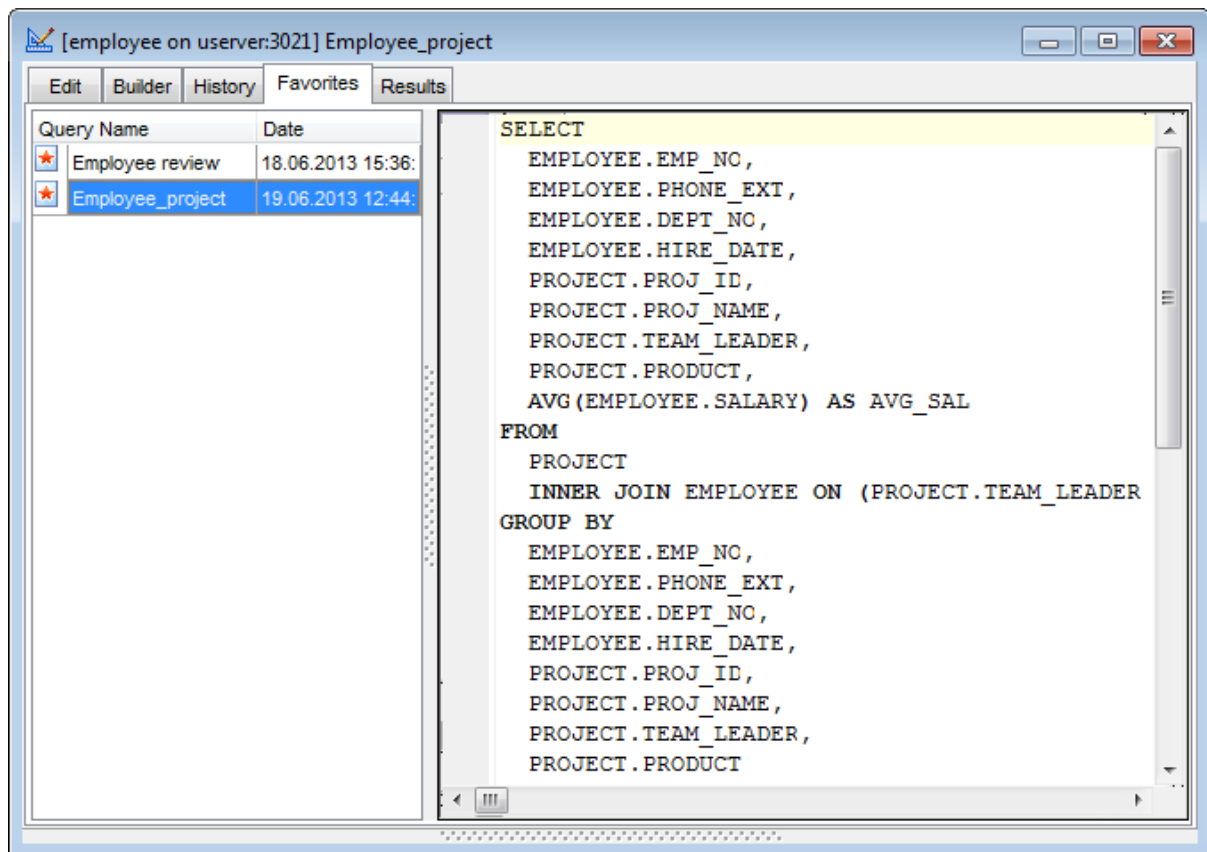 [employee on userver:3021] Employee_project
Edit Builder History Favorites Results
Query Name Date
Employee review 18.06.2013 15:36:
Employee_project 19.06.2013 12:44:
SELECT
EMPLOYEE.EMP_NO,
EMPLOYEE.PHONE_EXT,
EMPLOYEE.DEPT_NO,
EMPLOYEE.HIRE_DATE,
PROJECT.PROJ_ID,
PROJECT.PROJ_NAME,
PROJECT.TEAM_LEADER,
PROJECT.PRODUCT,
AVG(EMPLOYEE.SALARY) AS AVG_SAL
FROM
PROJECT
INNER JOIN EMPLOYEE ON (PROJECT.TEAM_LEADER
GROUP BY
EMPLOYEE.EMP_NO,
EMPLOYEE.PHONE_EXT,
EMPLOYEE.DEPT_NO,
EMPLOYEE.HIRE_DATE,
PROJECT.PROJ_ID,
PROJECT.PROJ_NAME,
PROJECT.TEAM_LEADER,
PROJECT.PRODUCT